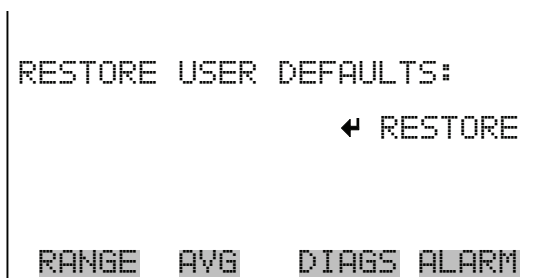 RESTORE USER DEFAULTS:
↵ RESTORE
RANGE AVG DIAGS ALARM